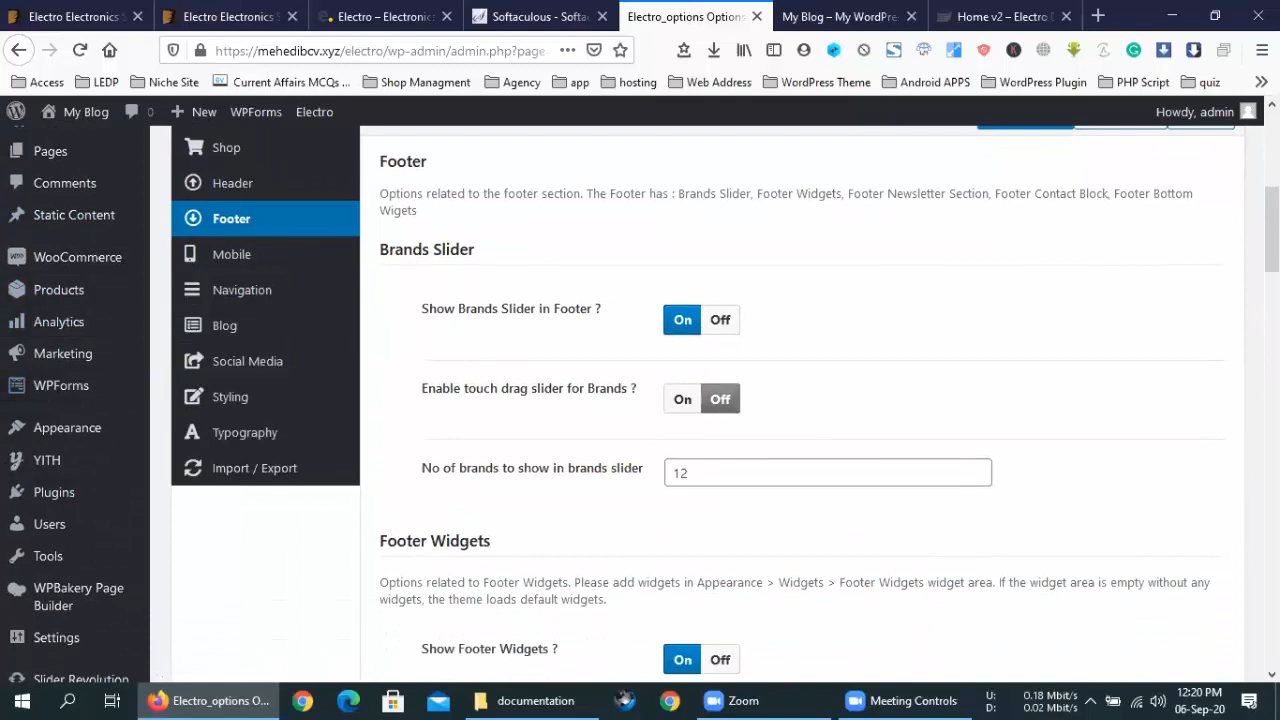 Electro Electronics S
Electro Electronics S
Electro – Electronic
Softaculous - Softa
Electro_options Options
My Blog – My WordPre
Home v2 – Electro D
https://mehedibcv.xyz/electro/wp-admin/admin.php?page
Access
LEDP
Niche Site
Current Affairs MCQs ...
Shop Managment
Agency
app
hosting
Web Address
WordPress Theme
Android APPS
WordPress Plugin
PHP Script
quiz
My Blog
0
New
WPForms
Electro
Howdy, admin
Pages
Comments
Static Content
WooCommerce
Products
Analytics
Marketing
WPForms
Appearance
YITH
Plugins
Users
Tools
WPBakery Page
Builder
Settings
Slider Revolution
Shop
Header
Footer
Mobile
Navigation
Blog
Social Media
Styling
Typography
Import / Export
Footer
Options related to the footer section. The Footer has : Brands Slider, Footer Widgets, Footer Newsletter Section, Footer Contact Block, Footer Bottom
Wigets
Brands Slider
Show Brands Slider in Footer ?
On Off
Enable touch drag slider for Brands ?
On Off
No of brands to show in brands slider
12
Footer Widgets
Options related to Footer Widgets. Please add widgets in Appearance > Widgets > Footer Widgets widget area. If the widget area is empty without any
widgets, the theme loads default widgets.
Show Footer Widgets ?
On Off
Electro_options O...
documentation
Zoom
Meeting Controls
U: 0.18 Mbit/s
D: 0.02 Mbit/s
12:20 PM
06-Sep-20